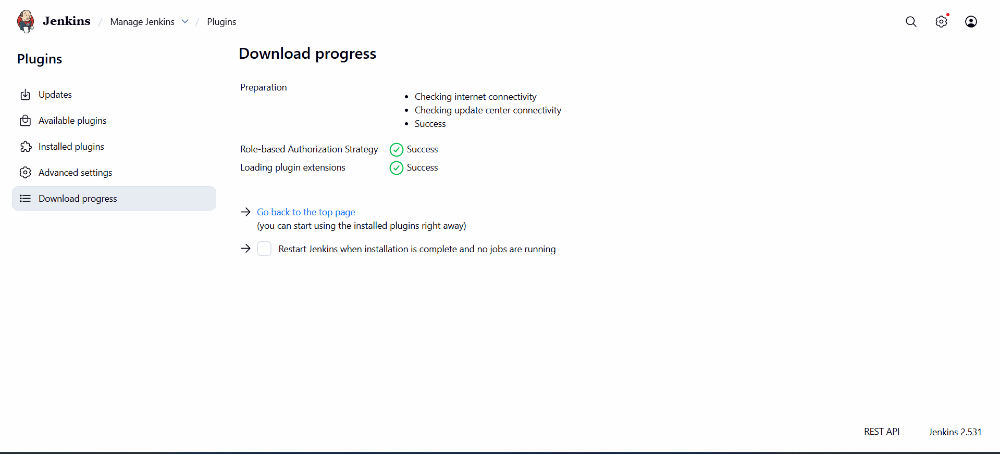 Jenkins / Manage Jenkins / Plugins
Plugins
Updates
Available plugins
Installed plugins
Advanced settings
Download progress
Download progress
Preparation
• Checking internet connectivity
• Checking update center connectivity
• Success
Role-based Authorization Strategy Success
Loading plugin extensions Success
→ Go back to the top page
(you can start using the installed plugins right away)
→ Restart Jenkins when installation is complete and no jobs are running
REST API Jenkins 2.531